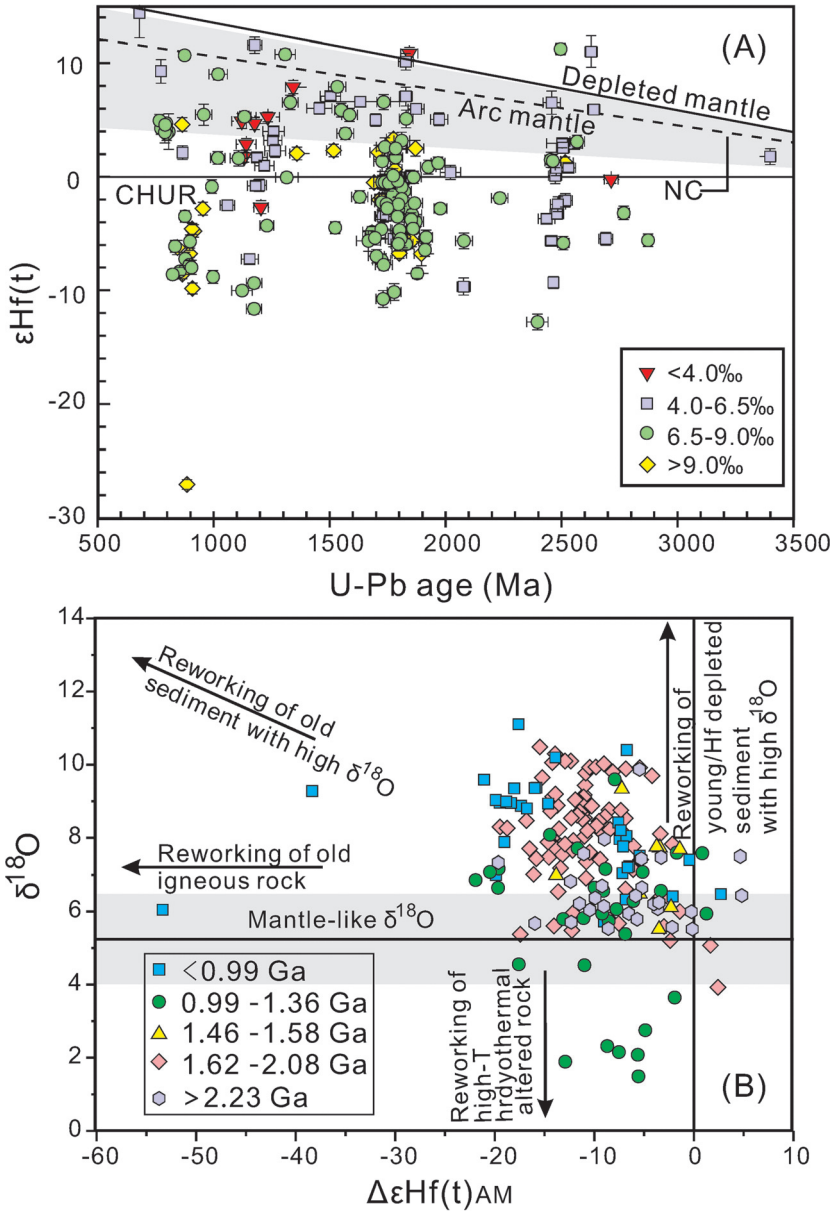 (A)
10
0
-10
-20
-30
εHf(t)
Depleted mantle
Arc mantle
NC
CHUR
<4.0‰
4.0-6.5‰
6.5-9.0‰
>9.0‰
500
1000
1500
2000
2500
3000
3500
U-Pb age (Ma)
14
12
10
8
6
4
2
0
δ18O
Reworking of old
sediment with high δ18O
Reworking of
young/Hf depleted
sediment
with high δ18O
Reworking of old
igneous rock
Mantle-like δ18O
<0.99 Ga
0.99 -1.36 Ga
1.46 -1.58 Ga
1.62 -2.08 Ga
>2.23 Ga
Reworking of
high-T
hrdyothermal
altered rock
(B)
-60
-50
-40
-30
-20
-10
0
10
ΔεHf(t)AM